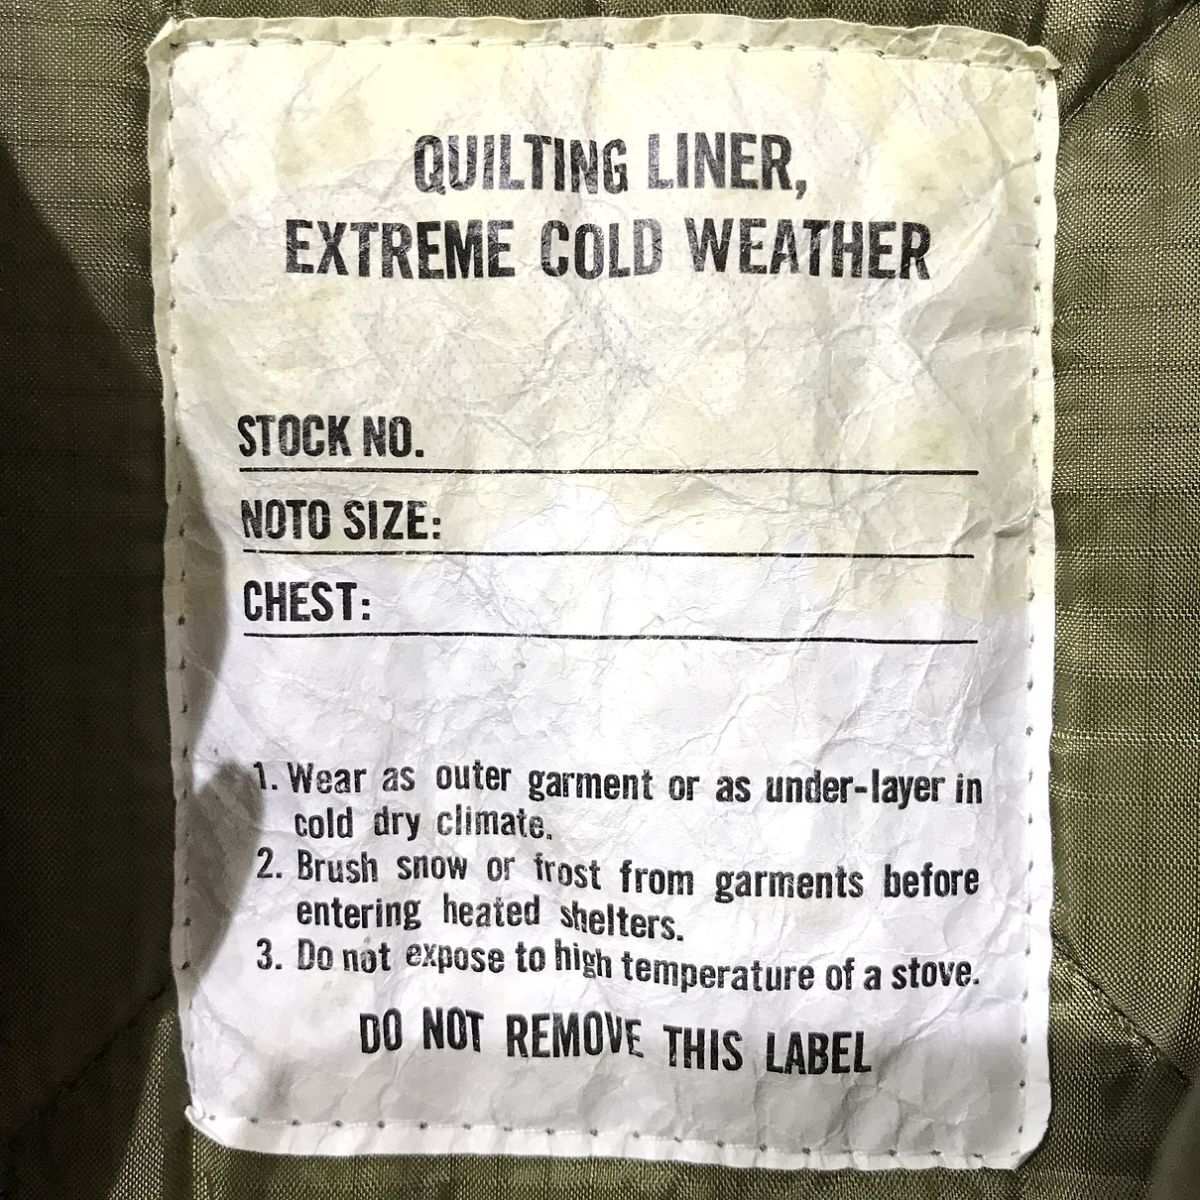 QUILTING LINER,
EXTREME COLD WEATHER
STOCK NO.
NOTO SIZE:
CHEST:
1. Wear as outer garment or as under-layer in
cold dry climate.
2. Brush snow or frost from garments before
entering heated shelters.
3. Do not expose to high temperature of a stove.
DO NOT REMOVE THIS LABEL